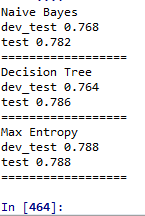 Naive Bayes
dev_test 0.768
test 0.782
==================
Decision Tree
dev_test 0.764
test 0.786
==================
Max Entropy
dev_test 0.788
test 0.788
==================
In [464]: